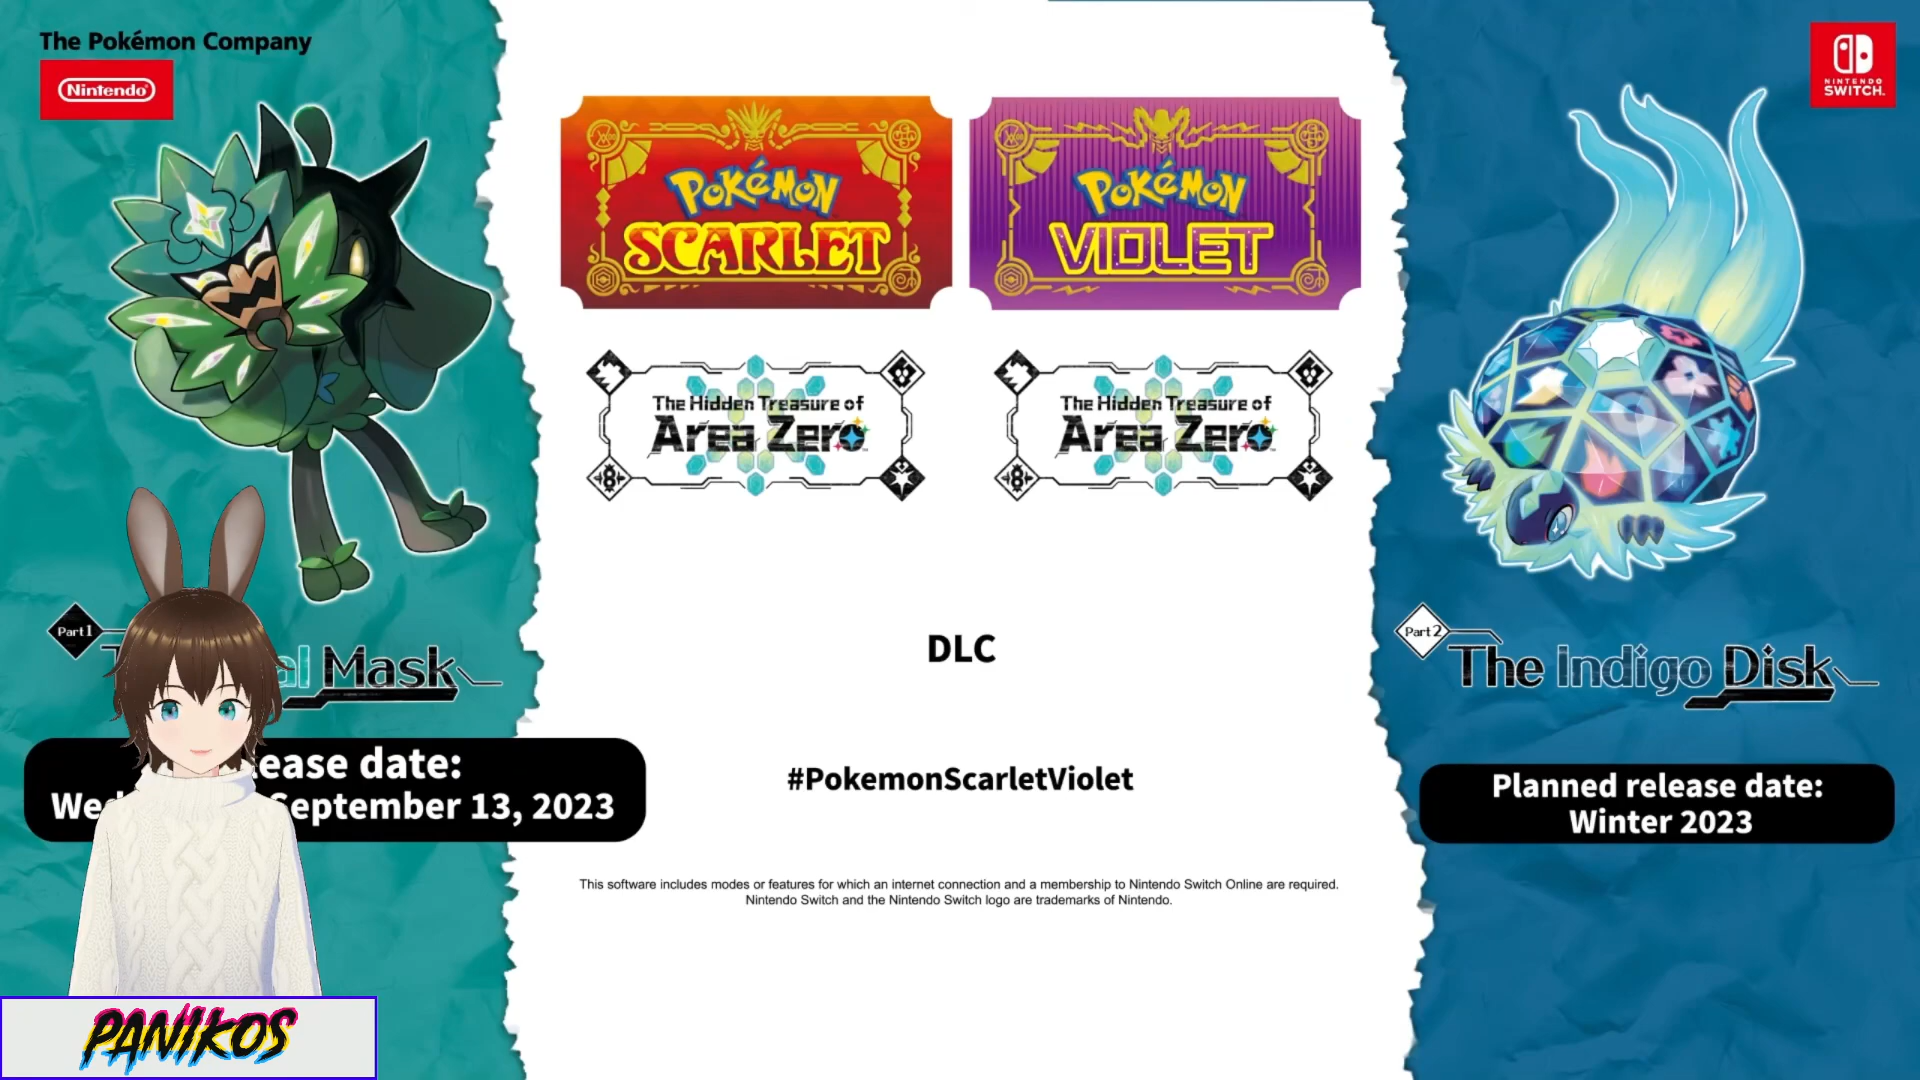 The Pokémon Company
Nintendo
NINTENDO
SWITCH.
POKéMON
SCARLET
POKéMON
VIOLET
The Hidden Treasure of
Area Zero
The Hidden Treasure of
Area Zero
Part 1
Mask
Part 2
The Indigo Disk
DLC
#PokemonScarletViolet
ease date:
September 13, 2023
Planned release date:
Winter 2023
This software includes modes or features for which an internet connection and a membership to Nintendo Switch Online are required.
Nintendo Switch and the Nintendo Switch logo are trademarks of Nintendo.
PANIKOS